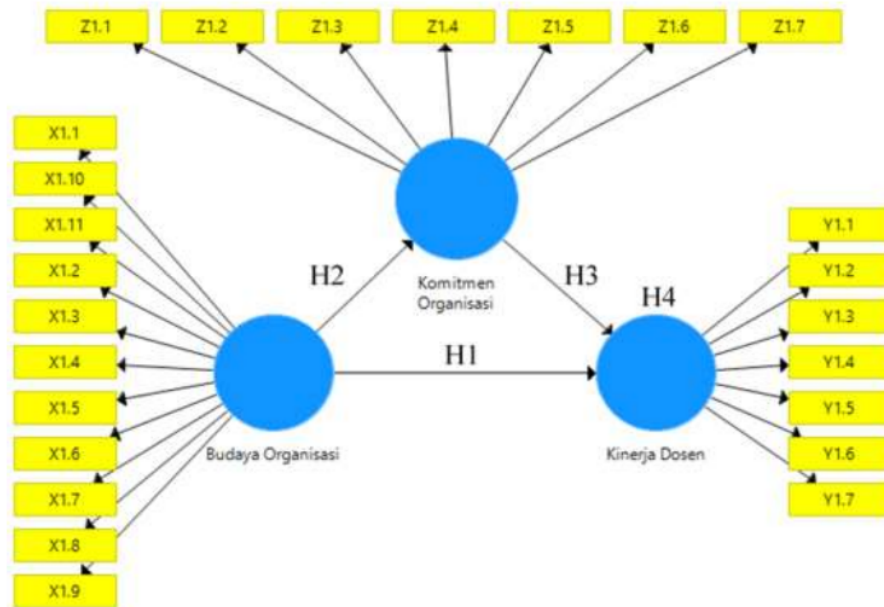 Z1.1 Z1.2 Z1.3 Z1.4 Z1.5 Z1.6 Z1.7
X1.1
X1.10
X1.11
X1.2
X1.3
X1.4
X1.5
X1.6
X1.7
X1.8
X1.9
H2
Komitmen
Organisasi
H3
H4
H1
Budaya Organisasi
Kinerja Dosen
Y1.1
Y1.2
Y1.3
Y1.4
Y1.5
Y1.6
Y1.7